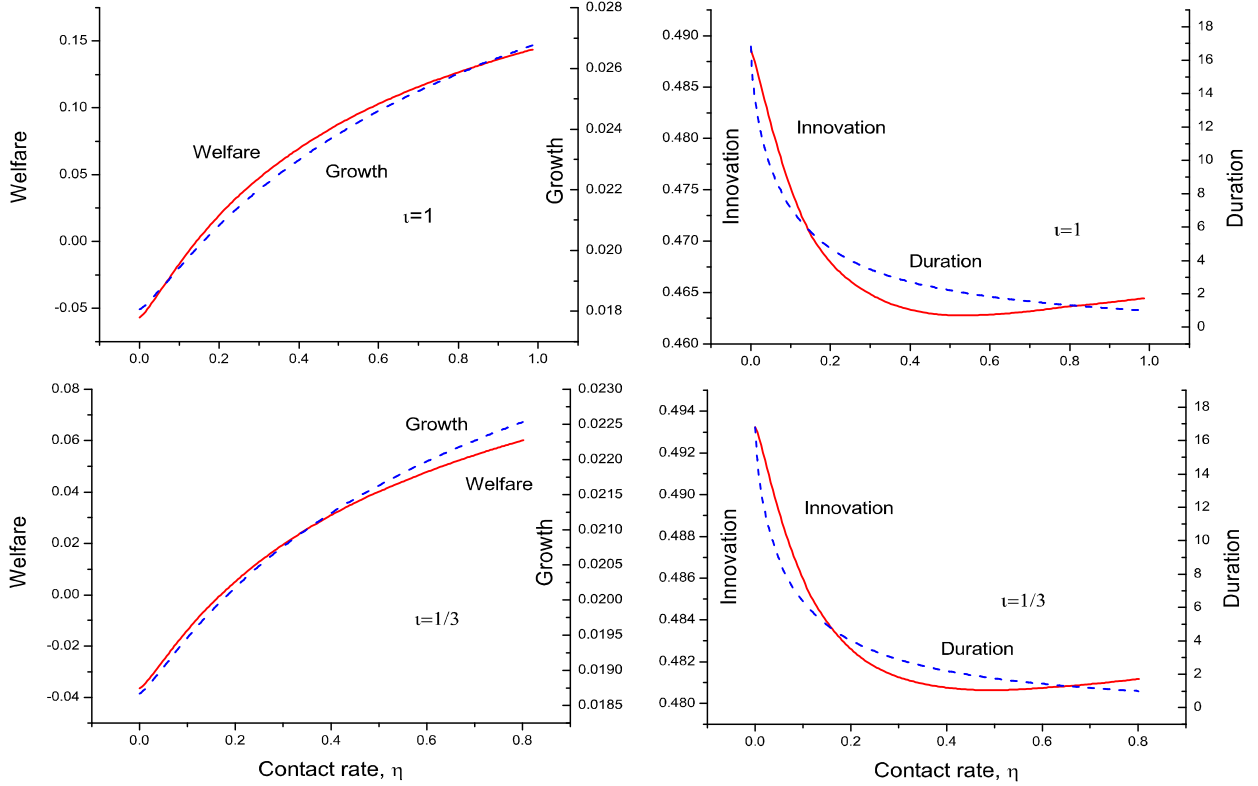 0.15
0.10
0.05
0.00
-0.05
Welfare
0.028
0.026
0.024
0.022
0.020
0.018
Growth
Welfare
Growth
ι=1
0.0 0.2 0.4 0.6 0.8 1.0
0.490
0.485
0.480
0.475
0.470
0.465
0.460
Innovation
18
16
14
12
10
8
6
4
2
0
Duration
Innovation
Duration
ι=1
0.0 0.2 0.4 0.6 0.8 1.0
0.08
0.06
0.04
0.02
0.00
-0.02
-0.04
Welfare
0.0230
0.0225
0.0220
0.0215
0.0210
0.0205
0.0200
0.0195
0.0190
0.0185
Growth
Growth
Welfare
ι=1/3
0.0 0.2 0.4 0.6 0.8
Contact rate, η
0.494
0.492
0.490
0.488
0.486
0.484
0.482
0.480
Innovation
18
16
14
12
10
8
6
4
2
0
Duration
Innovation
Duration
ι=1/3
0.0 0.2 0.4 0.6 0.8
Contact rate, η